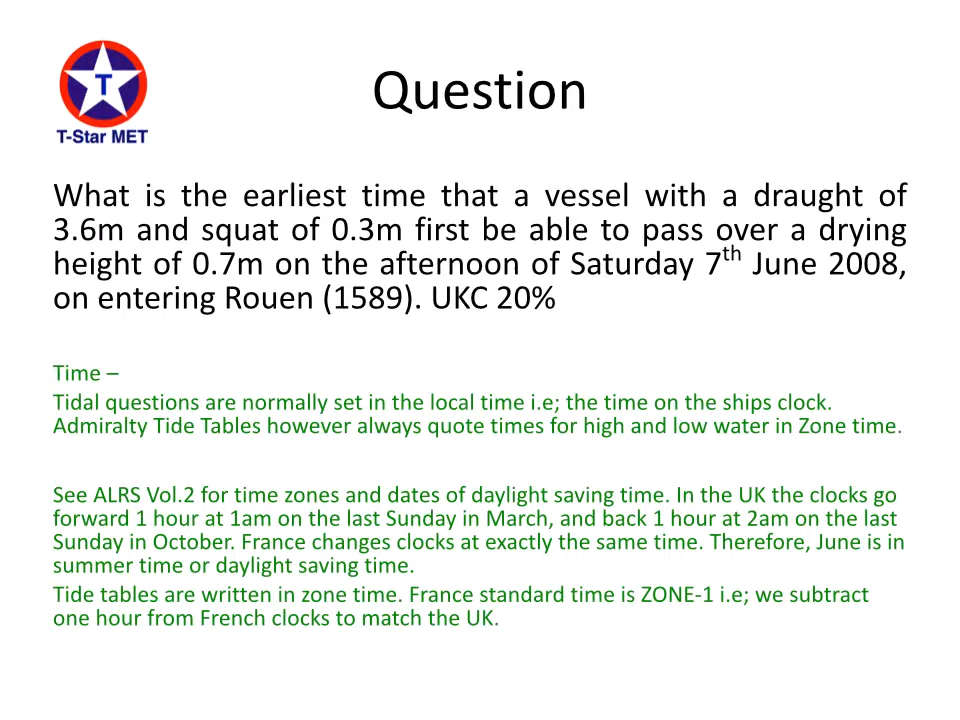 T
T-Star MET
Question
What is the earliest time that a vessel with a draught of
3.6m and squat of 0.3m first be able to pass over a drying
height of 0.7m on the afternoon of Saturday 7th June 2008,
on entering Rouen (1589). UKC 20%
Time –
Tidal questions are normally set in the local time i.e; the time on the ships clock.
Admiralty Tide Tables however always quote times for high and low water in Zone time.
See ALRS Vol.2 for time zones and dates of daylight saving time. In the UK the clocks go
forward 1 hour at 1am on the last Sunday in March, and back 1 hour at 2am on the last
Sunday in October. France changes clocks at exactly the same time. Therefore, June is in
summer time or daylight saving time.
Tide tables are written in zone time. France standard time is ZONE-1 i.e; we subtract
one hour from French clocks to match the UK.